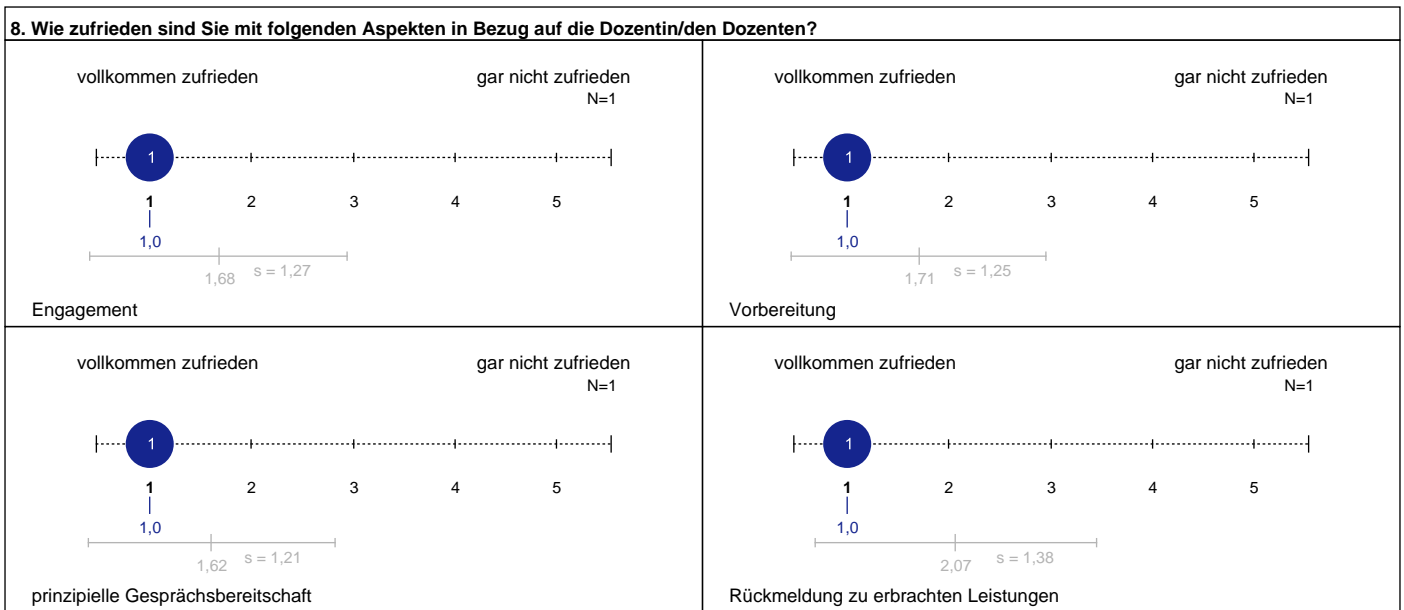 8. Wie zufrieden sind Sie mit folgenden Aspekten in Bezug auf die Dozentin/den Dozenten?
vollkommen zufrieden gar nicht zufrieden
N=1
1
1 2 3 4 5
1,0
1,68 s = 1,27
Engagement
vollkommen zufrieden gar nicht zufrieden
N=1
1
1 2 3 4 5
1,0
1,71 s = 1,25
Vorbereitung
vollkommen zufrieden gar nicht zufrieden
N=1
1
1 2 3 4 5
1,0
1,62 s = 1,21
prinzipielle Gesprächsbereitschaft
vollkommen zufrieden gar nicht zufrieden
N=1
1
1 2 3 4 5
1,0
2,07 s = 1,38
Rückmeldung zu erbrachten Leistungen